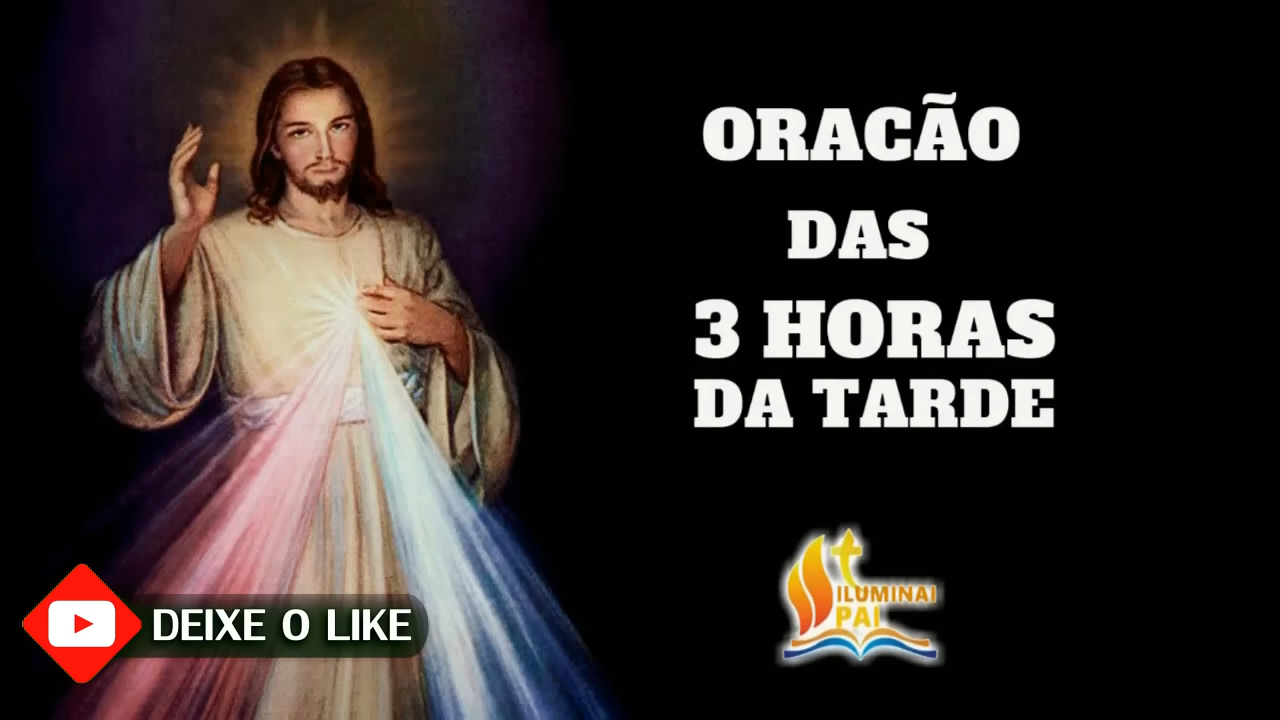 ORACÃO
DAS
3 HORAS
DA TARDE
ILUMINAI
PAI
DEIXE O LIKE